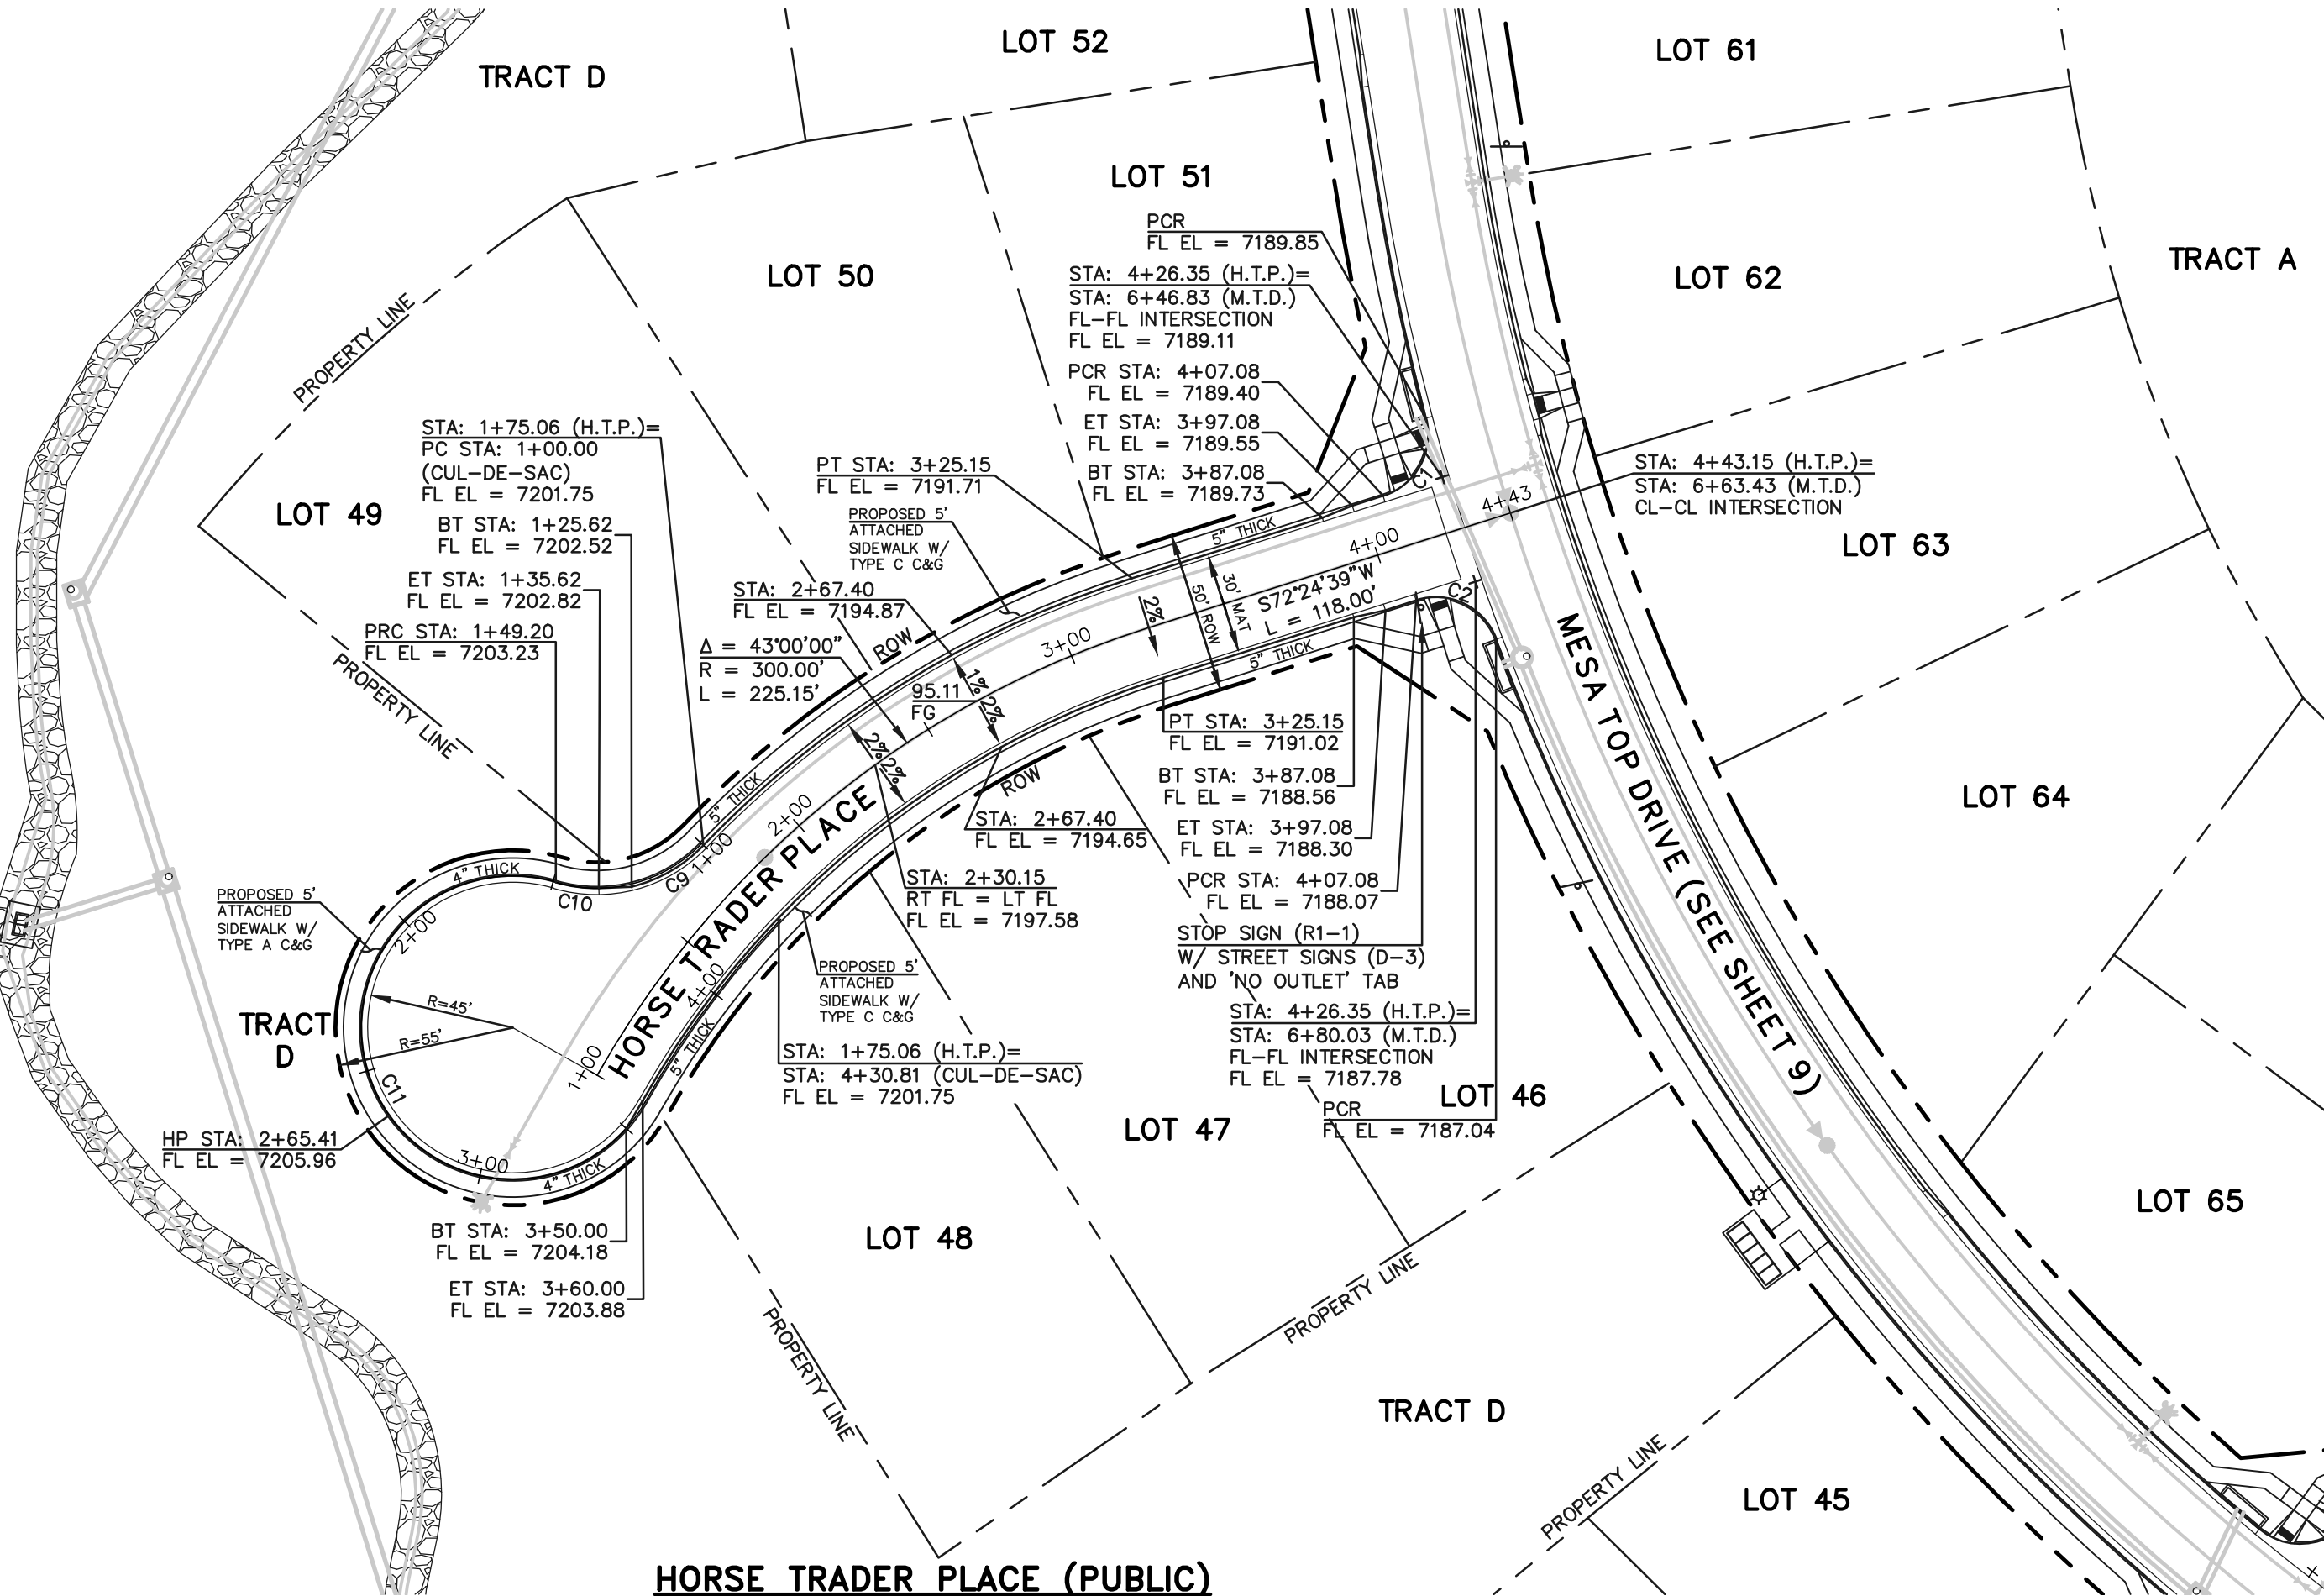 TRACT D
LOT 52
LOT 61
LOT 51
LOT 50
LOT 62
TRACT A
PCR
FL EL = 7189.85
STA: 4+26.35 (H.T.P.)=
STA: 6+46.83 (M.T.D.)
FL-FL INTERSECTION
FL EL = 7189.11
PCR STA: 4+07.08
FL EL = 7189.40
ET STA: 3+97.08
FL EL = 7189.55
BT STA: 3+87.08
FL EL = 7189.73
PROPERTY LINE
STA: 1+75.06 (H.T.P.)=
PC STA: 1+00.00
(CUL-DE-SAC)
FL EL = 7201.75
BT STA: 1+25.62
FL EL = 7202.52
ET STA: 1+35.62
FL EL = 7202.82
PRC STA: 1+49.20
FL EL = 7203.23
LOT 49
PROPERTY LINE
PT STA: 3+25.15
FL EL = 7191.71
PROPOSED 5'
ATTACHED
SIDEWALK W/
TYPE C C&G
STA: 2+67.40
FL EL = 7194.87
Δ = 43°00'00"
R = 300.00'
L = 225.15'
ROW
95.11
FG
1%
2%
2%
2%
2%
3+00
5" THICK
50' ROW
30' MAT
S72°24'39"W
L = 118.00'
4+00
4+43
5" THICK
C1
C2
STA: 4+43.15 (H.T.P.)=
STA: 6+63.43 (M.T.D.)
CL-CL INTERSECTION
LOT 63
LOT 64
MESA TOP DRIVE (SEE SHEET 9)
PT STA: 3+25.15
FL EL = 7191.02
BT STA: 3+87.08
FL EL = 7188.56
ET STA: 3+97.08
FL EL = 7188.30
PCR STA: 4+07.08
FL EL = 7188.07
STOP SIGN (R1-1)
W/ STREET SIGNS (D-3)
AND 'NO OUTLET' TAB
STA: 4+26.35 (H.T.P.)=
STA: 6+80.03 (M.T.D.)
FL-FL INTERSECTION
FL EL = 7187.78
PCR
FL EL = 7187.04
LOT 46
LOT 47
ROW
STA: 2+67.40
FL EL = 7194.65
STA: 2+30.15
RT FL = LT FL
FL EL = 7197.58
PROPOSED 5'
ATTACHED
SIDEWALK W/
TYPE C C&G
STA: 1+75.06 (H.T.P.)=
STA: 4+30.81 (CUL-DE-SAC)
FL EL = 7201.75
5" THICK
2+00
1+00
C9
C10
4" THICK
HORSE TRADER PLACE
4+00
5" THICK
1+00
PROPOSED 5'
ATTACHED
SIDEWALK W/
TYPE A C&G
2+00
R=45'
R=55'
TRACT
D
E
C11
HP STA: 2+65.41
FL EL = 7205.96
3+00
4" THICK
BT STA: 3+50.00
FL EL = 7204.18
ET STA: 3+60.00
FL EL = 7203.88
LOT 48
PROPERTY LINE
PROPERTY LINE
TRACT D
LOT 65
PROPERTY LINE
LOT 45
HORSE TRADER PLACE (PUBLIC)